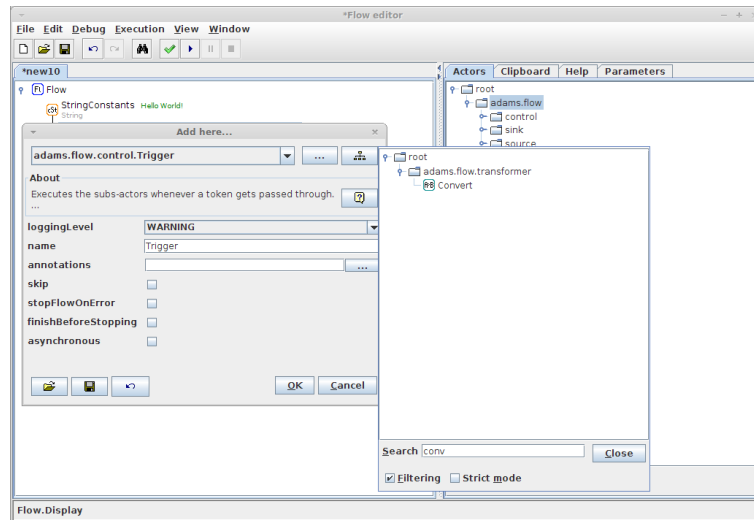 *Flow editor
File Edit Debug Execution View Window
*new10
Actors Clipboard Help Parameters
Flow
StringConstants Hello World!
String
root
adams.flow
control
sink
source
Add here...
adams.flow.control.Trigger
...
About
Executes the subs-actors whenever a token gets passed through.
...
loggingLevel WARNING
name Trigger
annotations ...
skip
stopFlowOnError
finishBeforeStopping
asynchronous
OK Cancel
root
adams.flow.transformer
Convert
Search conv Close
Filtering Strict mode
Flow.Display